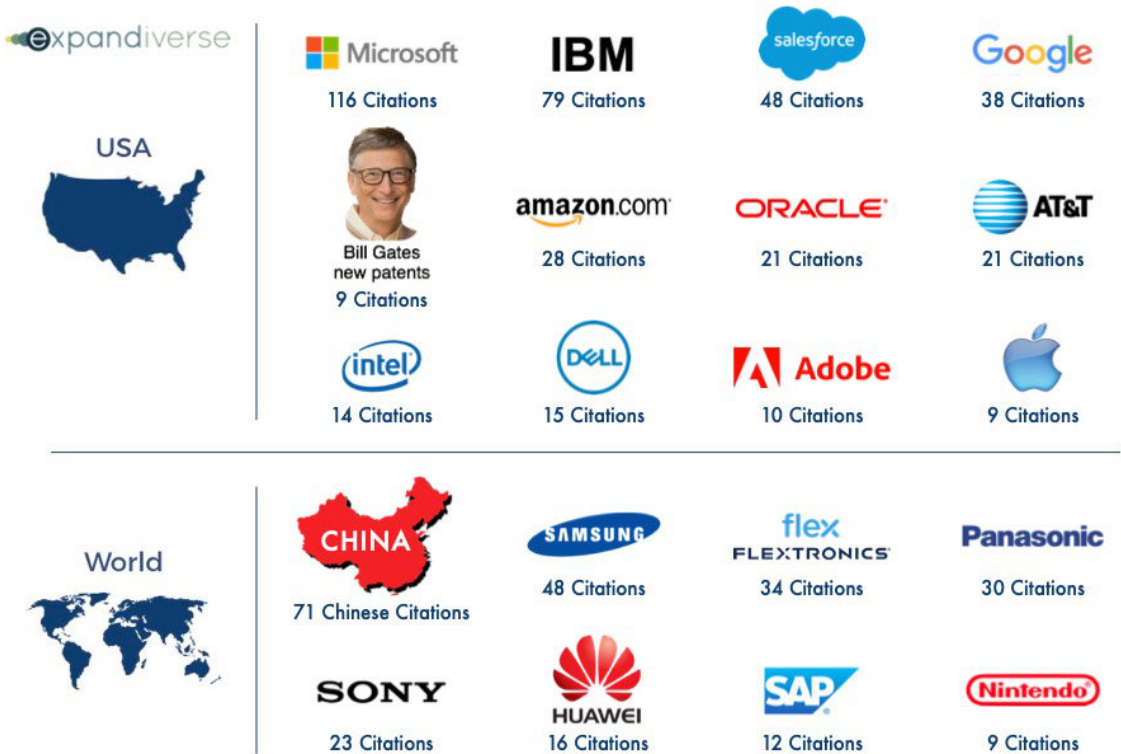 expandiverse
USA
Microsoft
IBM
salesforce
Google
116 Citations
79 Citations
48 Citations
38 Citations
Bill Gates
new patents
9 Citations
amazon.com
ORACLE
AT&T
28 Citations
21 Citations
21 Citations
intel
DELL
Adobe
14 Citations
15 Citations
10 Citations
9 Citations
World
CHINA
SAMSUNG
flex
FLEXTRONICS
Panasonic
71 Chinese Citations
48 Citations
34 Citations
30 Citations
SONY
HUAWEI
SAP
Nintendo
23 Citations
16 Citations
12 Citations
9 Citations